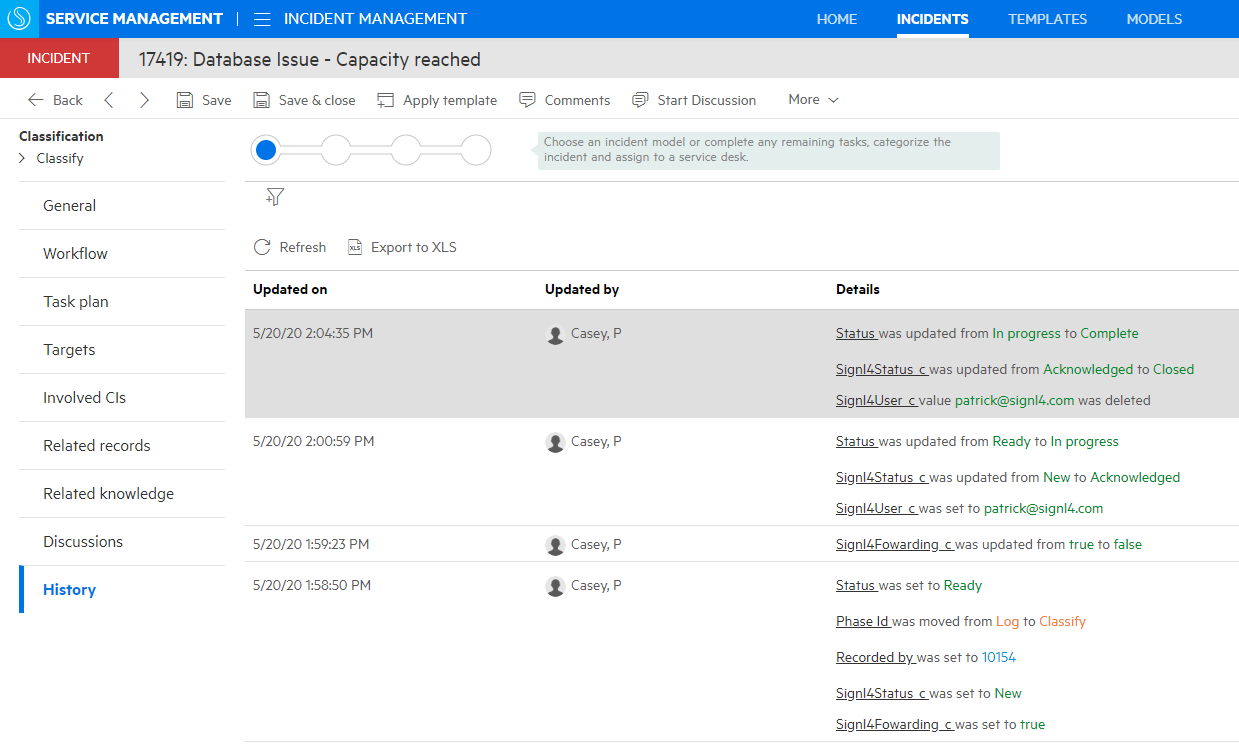 SERVICE MANAGEMENT | INCIDENT MANAGEMENT HOME INCIDENTS TEMPLATES MODELS
INCIDENT 17419: Database Issue - Capacity reached
Back Save Save & close Apply template Comments Start Discussion More
Classification
Classify
Choose an incident model or complete any remaining tasks, categorize the
incident and assign to a service desk.
General
Workflow
Task plan
Targets
Involved CIs
Related records
Related knowledge
Discussions
History
Refresh XLS Export to XLS
Updated on Updated by Details
5/20/20 2:04:35 PM Casey, P Status was updated from In progress to Complete
Signl4Status_c was updated from Acknowledged to Closed
Signl4User_c value patrick@signl4.com was deleted
5/20/20 2:00:59 PM Casey, P Status was updated from Ready to In progress
Signl4Status_c was updated from New to Acknowledged
Signl4User_c was set to patrick@signl4.com
5/20/20 1:59:23 PM Casey, P Signl4Fowarding_c was updated from true to false
5/20/20 1:58:50 PM Casey, P Status was set to Ready
Phase Id was moved from Log to Classify
Recorded by was set to 10154
Signl4Status_c was set to New
Signl4Fowarding_c was set to true